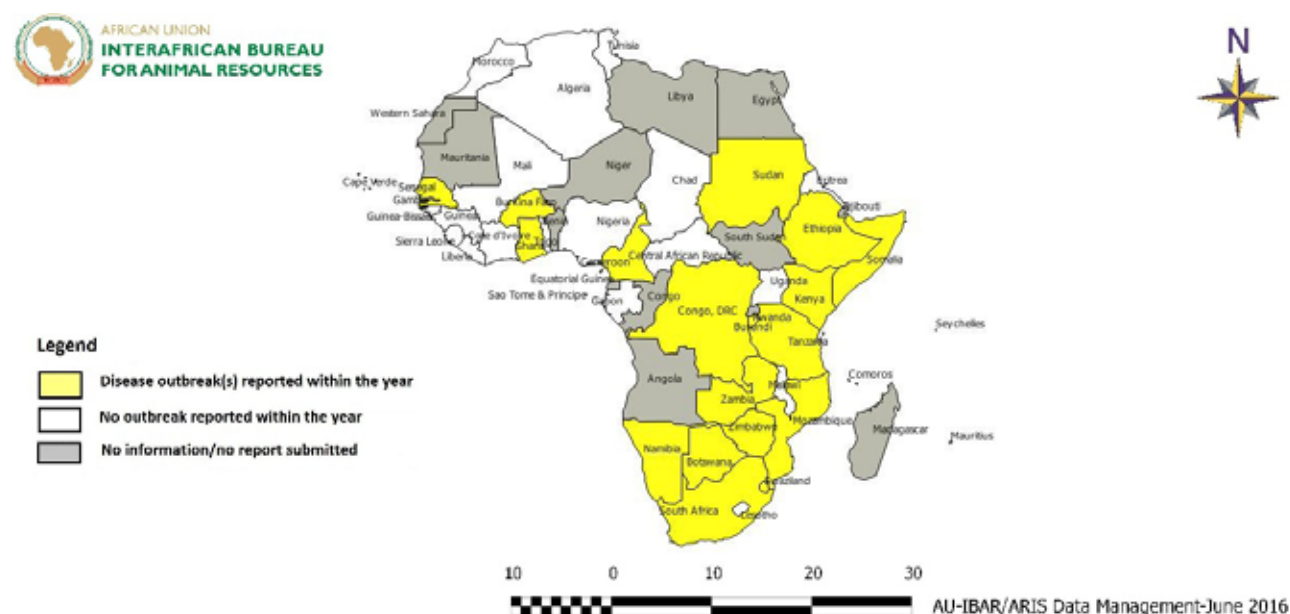 AFRICAN UNION
INTERAFRICAN BUREAU
FOR ANIMAL RESOURCES
N
Tunisia
Morocco
Algeria
Libya
Egypt
Western Sahara
Mauritania
Mali
Niger
Cape Verde
Senegal
Chad
Sudan
Eritrea
Gambia
Burkina Faso
Djibouti
Guinea-Bissau
Guinea
Benin
Nigeria
Ethiopia
Cote d'Ivoire
Togo
Ghana
Sierra Leone
South Sudan
Liberia
Central African Republic
Cameroon
Somalia
Equatorial Guinea
Uganda
Sao Tome & Principe
Gabon
Congo
Kenya
Congo, DRC
Rwanda
Burundi
Seychelles
Tanzania
Legend
Disease outbreak(s) reported within the year
No outbreak reported within the year
No information/no report submitted
Angola
Malawi
Comoros
Zambia
Mozambique
Zimbabwe
Madagascar
Mauritius
Namibia
Botswana
Swaziland
South Africa
Lesotho
10 0 10 20 30
AU-IBAR/ARIS Data Management-June 2016